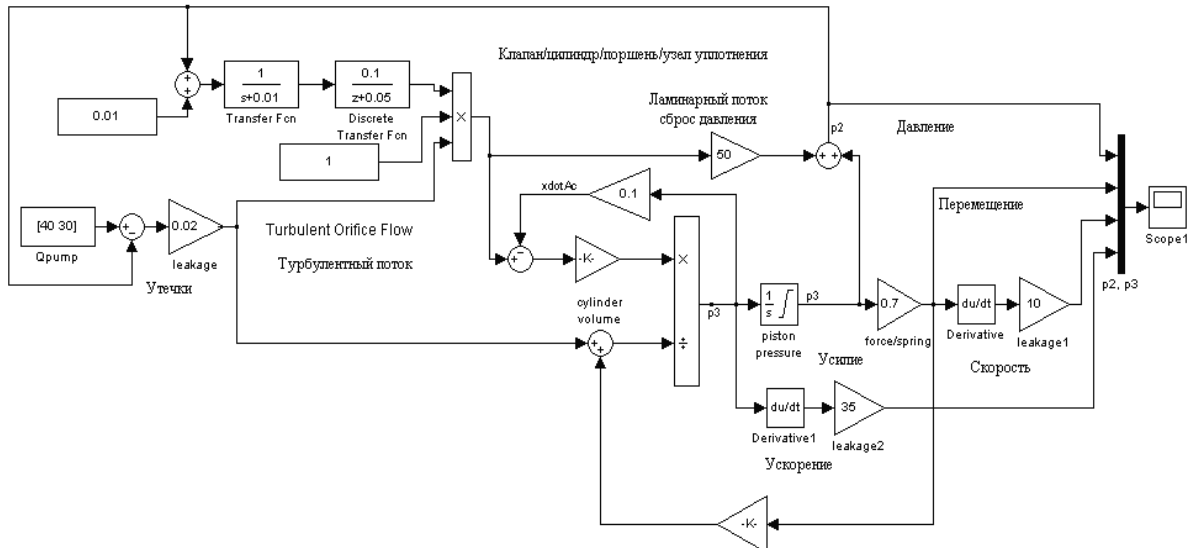 Клапан/цилиндр/поршень/узел уплотнения
+
+
1
s+0.01
Transfer Fcn
0.1
z+0.05
Discrete
Transfer Fcn
0.01
1
×
Ламинарный поток
сброс давления
p2
50
+ +
Давление
xdotAc
0.1
[40 30]
Qpump
+
−
0.02
leakage
Утечки
Turbulent Orifice Flow
Турбулентный поток
+
−
-K-
cylinder
volume
×
÷
p3
1
s
piston
pressure
p3
Усилие
0.7
force/spring
Перемещение
du/dt
Derivative
10
leakage1
Скорость
p2, p3
Scope1
+
+
du/dt
Derivative1
35
leakage2
Ускорение
-K-